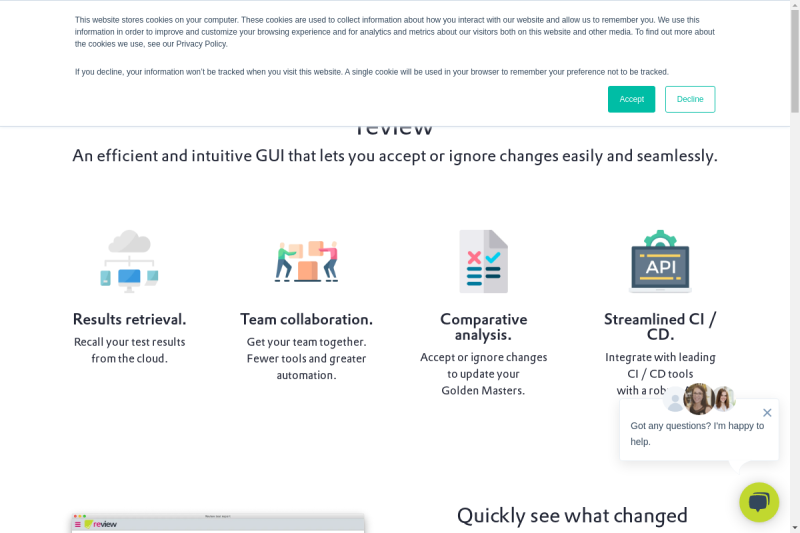 This website stores cookies on your computer. These cookies are used to collect information about how you interact with our website and allow us to remember you. We use this
information in order to improve and customize your browsing experience and for analytics and metrics about our visitors both on this website and other media. To find out more about
the cookies we use, see our Privacy Policy.
If you decline, your information won't be tracked when you visit this website. A single cookie will be used in your browser to remember your preference not to be tracked.
Accept
Decline
review
An efficient and intuitive GUI that lets you accept or ignore changes easily and seamlessly.
API
Results retrieval.
Recall your test results
from the cloud.
Team collaboration.
Get your team together.
Fewer tools and greater
automation.
Comparative
analysis.
Accept or ignore changes
to update your
Golden Masters.
Streamlined CI /
CD.
Integrate with leading
CI / CD tools
with a
Got any questions? I'm happy to
help.
review
Quickly see what changed